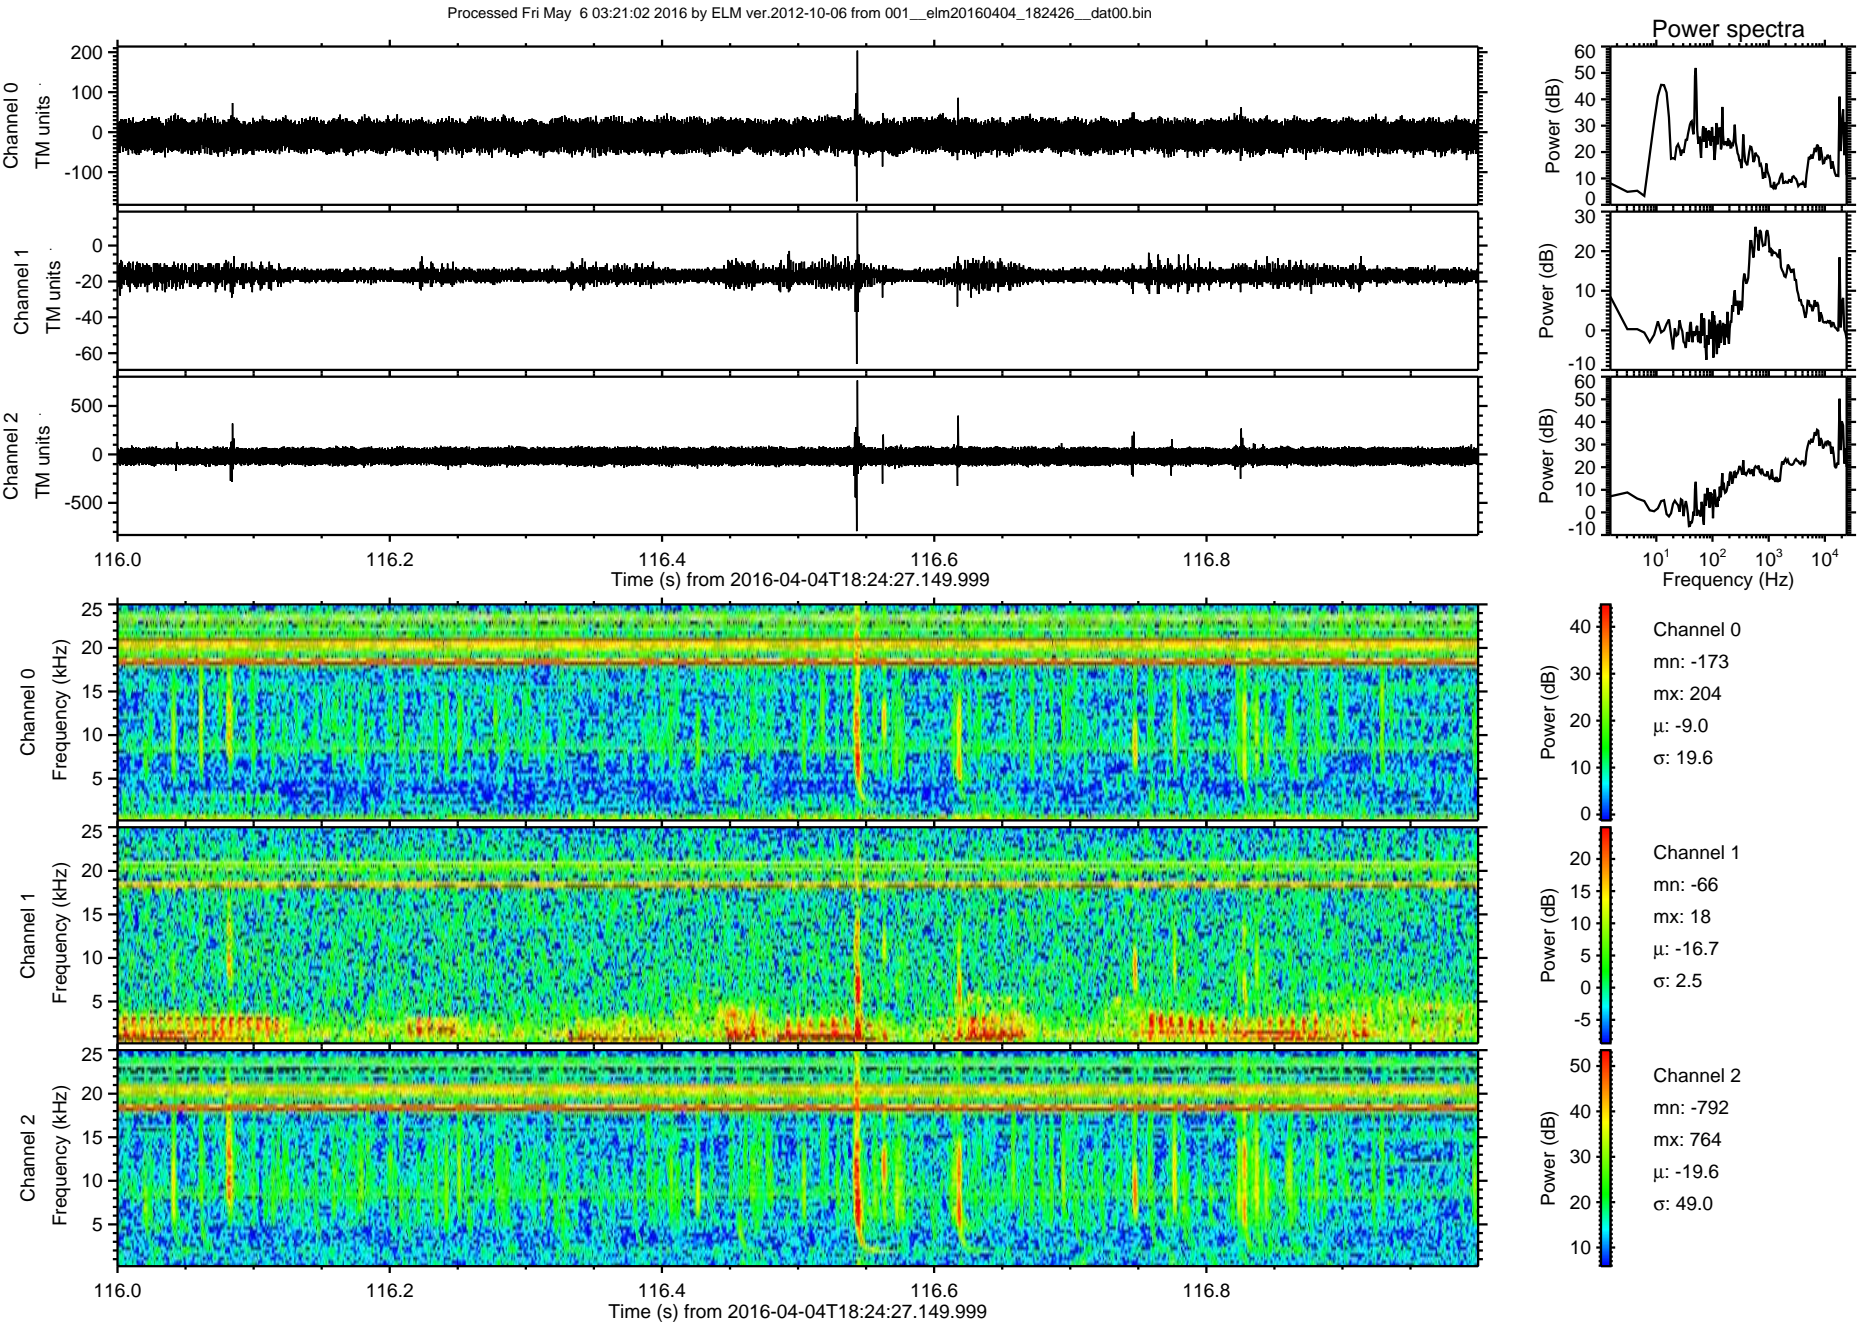 Processed Fri May  6 03:21:02 2016 by ELM ver.2012-10-06 from 001__elm20160404_182426__dat00.bin
Power spectra
Channel 0
TM units
200
100
0
-100
Power (dB)
60
50
40
30
20
10
0
Channel 1
TM units
0
-20
-40
-60
Power (dB)
30
20
10
0
-10
Channel 2
TM units
500
0
-500
Power (dB)
60
50
40
30
20
10
0
-10
116.0 116.2 116.4 116.6 116.8
Time (s) from 2016-04-04T18:24:27.149.999
10^1 10^2 10^3 10^4
Frequency (Hz)
Channel 0
Frequency (kHz)
25
20
15
10
5
Power (dB)
40
30
20
10
0
Channel 0
mn: -173
mx: 204
µ: -9.0
σ: 19.6
Channel 1
Frequency (kHz)
25
20
15
10
5
Power (dB)
20
15
10
5
0
-5
Channel 1
mn: -66
mx: 18
µ: -16.7
σ: 2.5
Channel 2
Frequency (kHz)
25
20
15
10
5
Power (dB)
50
40
30
20
10
Channel 2
mn: -792
mx: 764
µ: -19.6
σ: 49.0
116.0 116.2 116.4 116.6 116.8
Time (s) from 2016-04-04T18:24:27.149.999